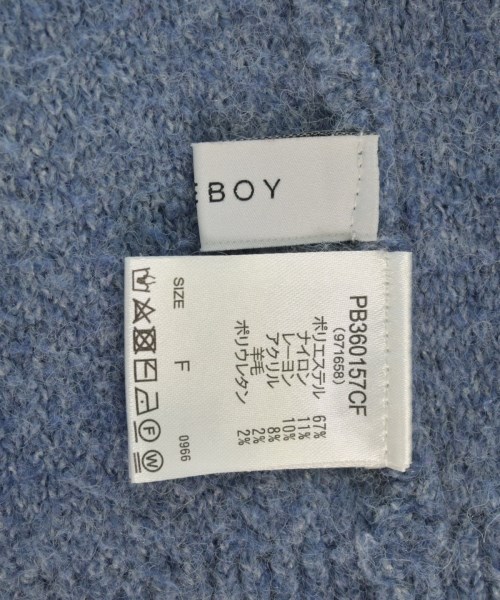 BOY
PB360157CF
(971658)
ポリエステル 67%
ナイロン 11%
レーヨン 10%
アクリル 8%
羊毛 2%
ポリウレタン 2%
SIZE F 0966
F W